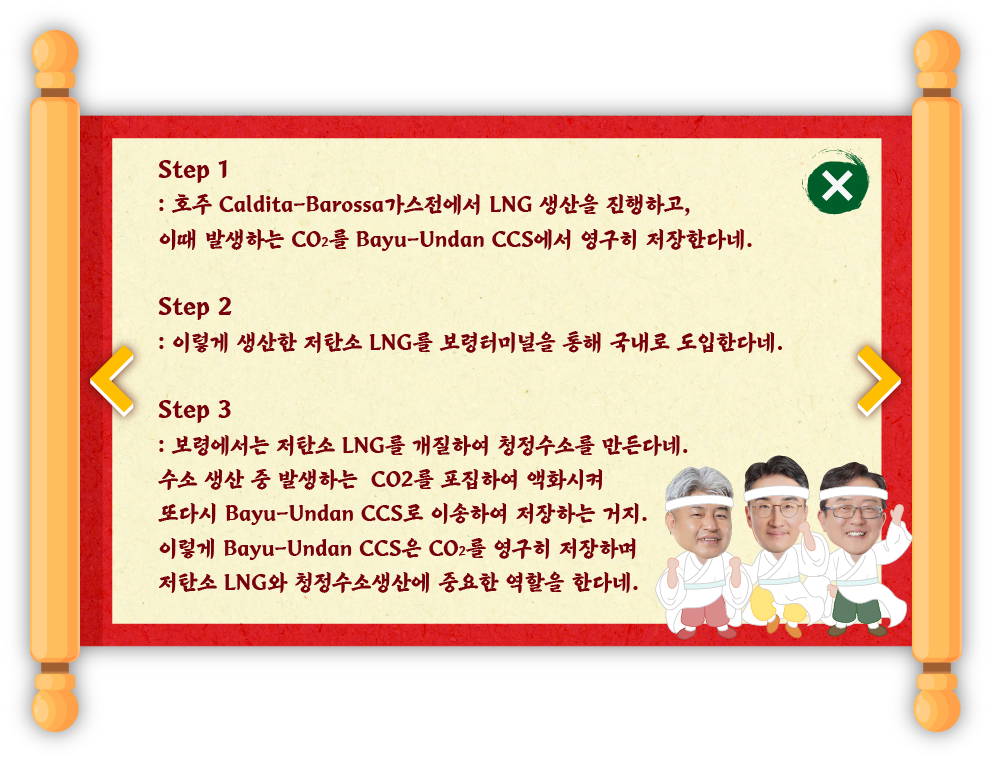 Step 1
: 호주 Caldita-Barossa가스전에서 LNG 생산을 진행하고,
이때 발생하는 CO₂를 Bayu-Undan CCS에서 영구히 저장한다네.
Step 2
: 이렇게 생산한 저탄소 LNG를 보령터미널을 통해 국내로 도입한다네.
Step 3
: 보령에서는 저탄소 LNG를 개질하여 청정수소를 만든다네.
수소 생산 중 발생하는 CO2를 포집하여 액화시켜
또다시 Bayu-Undan CCS로 이송하여 저장하는 거지.
이렇게 Bayu-Undan CCS은 CO₂를 영구히 저장하며
저탄소 LNG와 청정수소생산에 중요한 역할을 한다네.